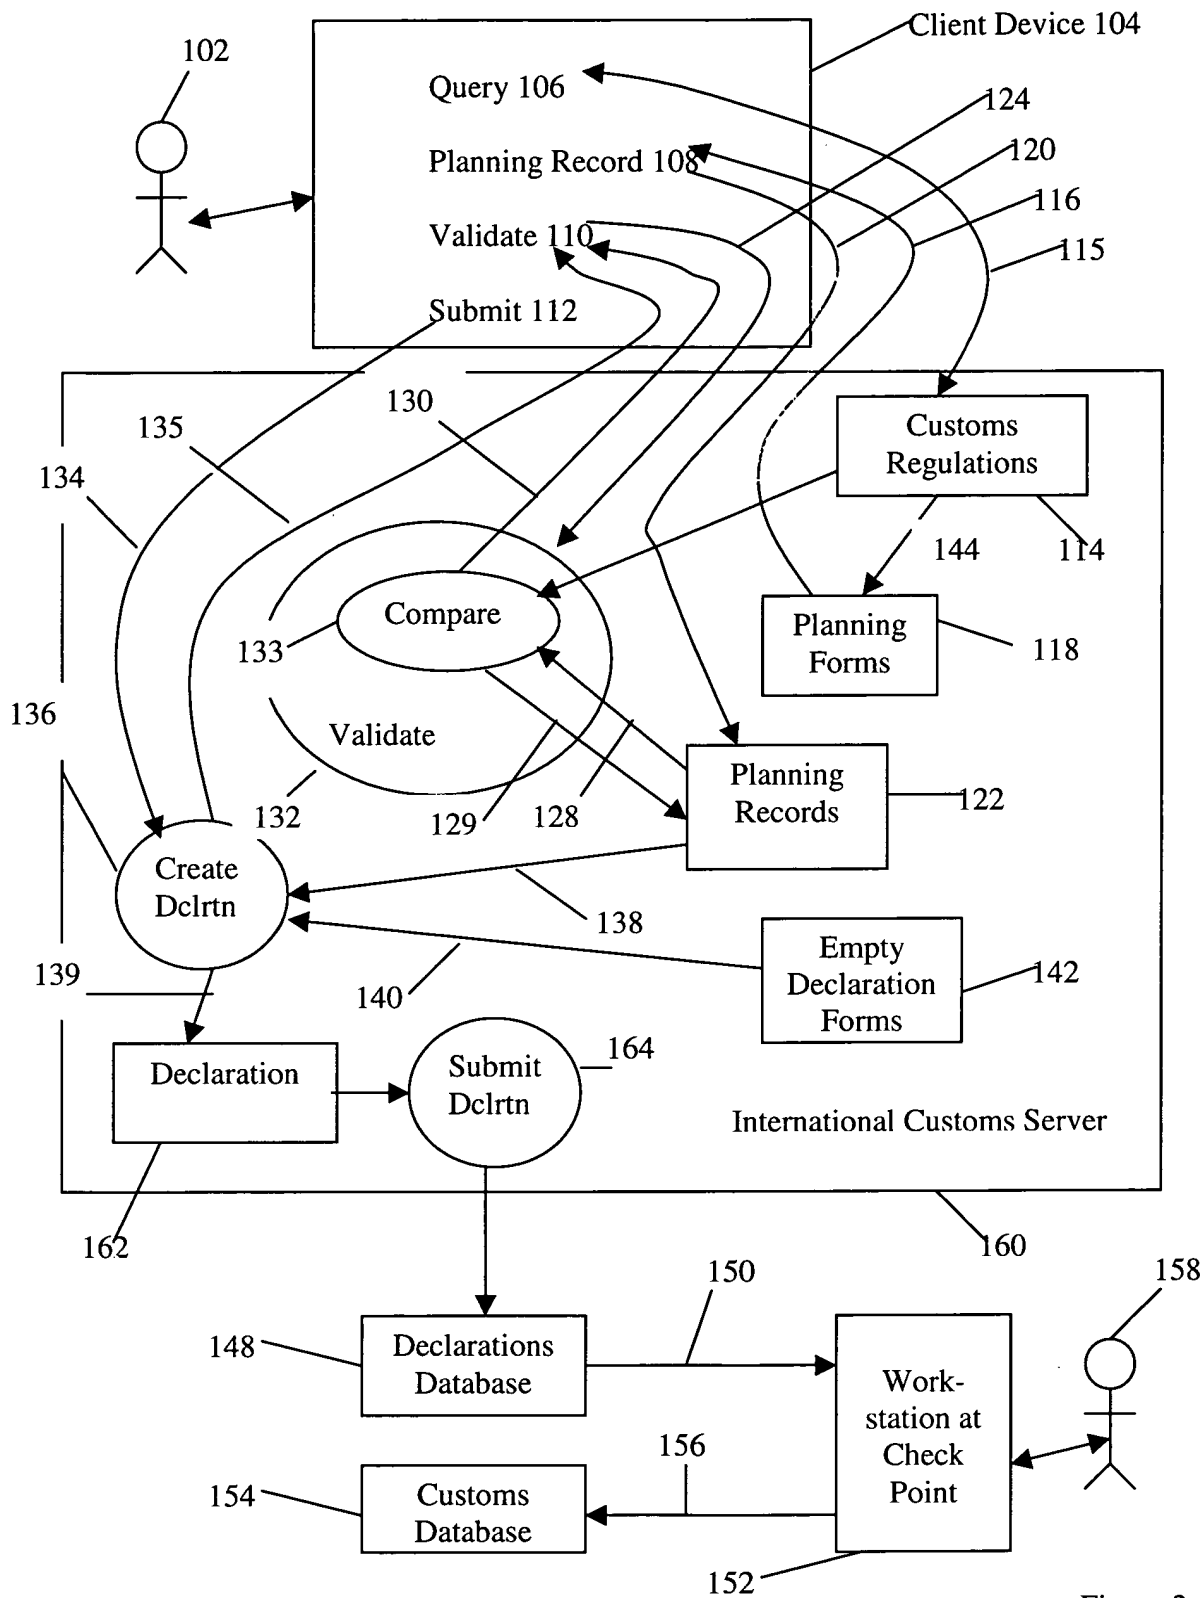 Client Device 104
102
Query 106
124
120
Planning Record 108
116
Validate 110
115
Submit 112
130
135
134
Customs
Regulations
144
114
Compare
133
Planning
Forms
118
136
Validate
132
129
128
Planning
Records
122
Create
Dclrtn
138
139
140
Empty
Declaration
Forms
142
Declaration
Submit
Dclrtn
164
International Customs Server
162
160
150
158
148
Declarations
Database
Work-
station at
Check
Point
156
154
Customs
Database
152